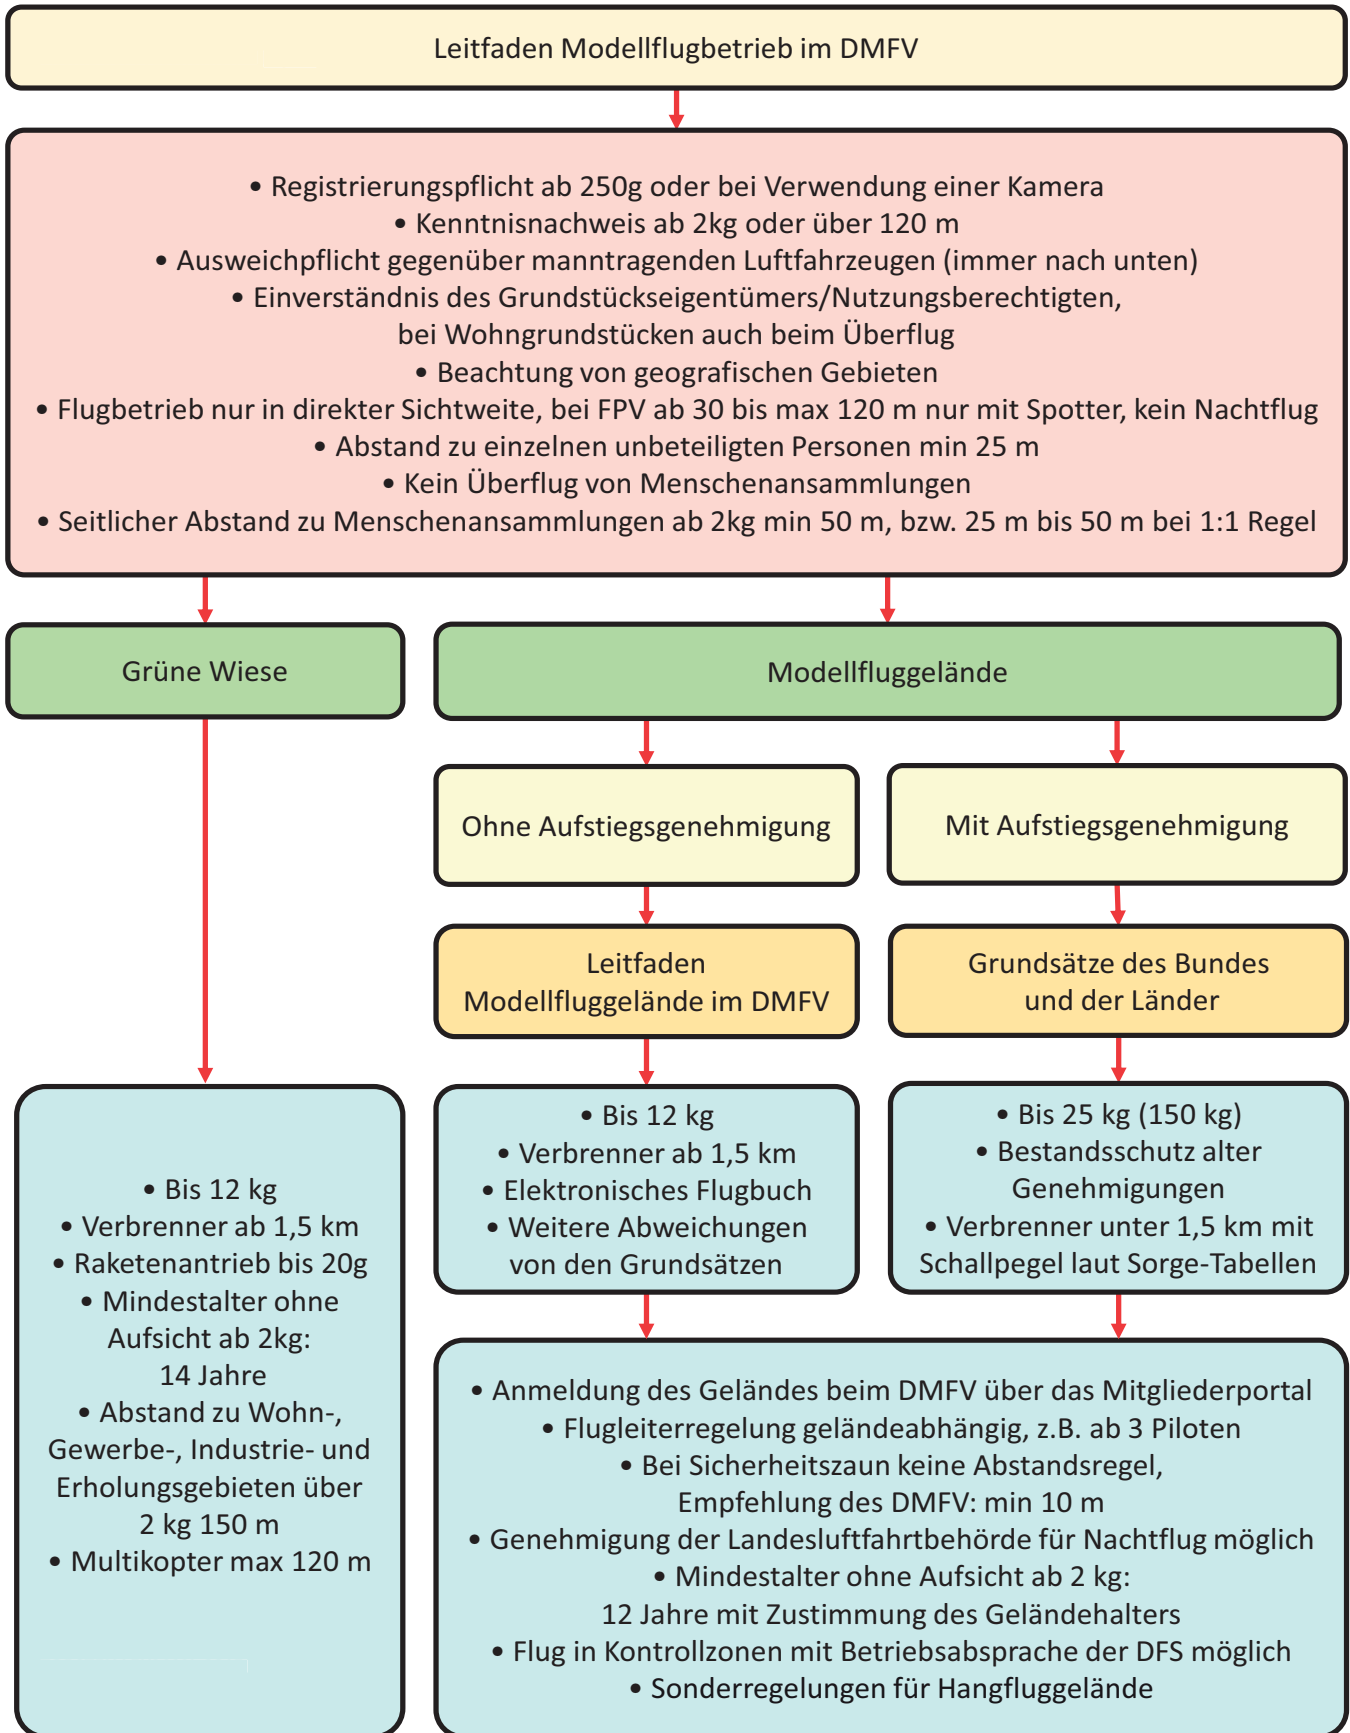 Leitfaden Modellflugbetrieb im DMFV
• Registrierungspflicht ab 250g oder bei Verwendung einer Kamera
• Kenntnisnachweis ab 2kg oder über 120 m
• Ausweichpflicht gegenüber manntragenden Luftfahrzeugen (immer nach unten)
• Einverständnis des Grundstückseigentümers/Nutzungsberechtigten,
bei Wohngrundstücken auch beim Überflug
• Beachtung von geografischen Gebieten
• Flugbetrieb nur in direkter Sichtweite, bei FPV ab 30 bis max 120 m nur mit Spotter, kein Nachtflug
• Abstand zu einzelnen unbeteiligten Personen min 25 m
• Kein Überflug von Menschenansammlungen
• Seitlicher Abstand zu Menschenansammlungen ab 2kg min 50 m, bzw. 25 m bis 50 m bei 1:1 Regel
Grüne Wiese
Modellfluggelände
Ohne Aufstiegsgenehmigung
Mit Aufstiegsgenehmigung
Leitfaden
Modellfluggelände im DMFV
Grundsätze des Bundes
und der Länder
• Bis 12 kg
• Verbrenner ab 1,5 km
• Raketenantrieb bis 20g
• Mindestalter ohne
Aufsicht ab 2kg:
14 Jahre
• Abstand zu Wohn-,
Gewerbe-, Industrie- und
Erholungsgebieten über
2 kg 150 m
• Multikopter max 120 m
• Bis 12 kg
• Verbrenner ab 1,5 km
• Elektronisches Flugbuch
• Weitere Abweichungen
von den Grundsätzen
• Bis 25 kg (150 kg)
• Bestandsschutz alter
Genehmigungen
• Verbrenner unter 1,5 km mit
Schallpegel laut Sorge-Tabellen
• Anmeldung des Geländes beim DMFV über das Mitgliederportal
• Flugleiterregelung geländeabhängig, z.B. ab 3 Piloten
• Bei Sicherheitszaun keine Abstandsregel,
Empfehlung des DMFV: min 10 m
• Genehmigung der Landesluftfahrtbehörde für Nachtflug möglich
• Mindestalter ohne Aufsicht ab 2 kg:
12 Jahre mit Zustimmung des Geländehalters
• Flug in Kontrollzonen mit Betriebsabsprache der DFS möglich
• Sonderregelungen für Hangfluggelände